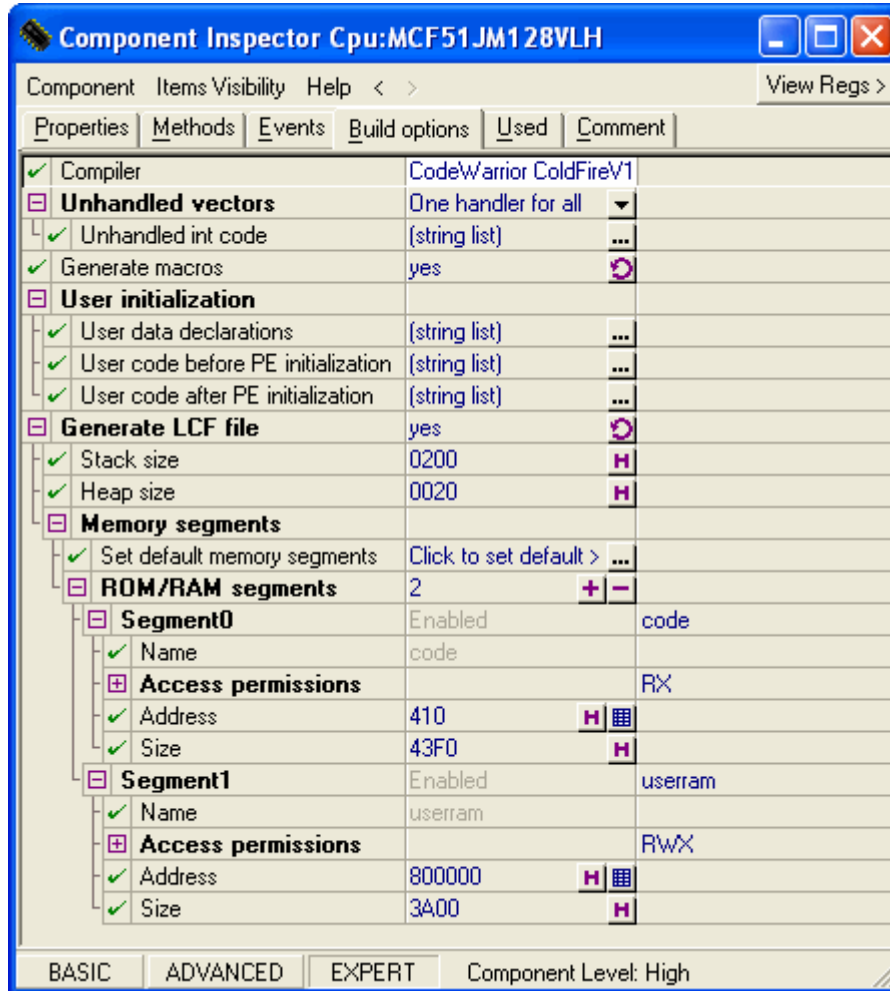 Component Inspector Cpu:MCF51JM128VLH
Component Items Visibility Help < > View Regs >
Properties Methods Events Build options Used Comment
Compiler CodeWarrior ColdFireV1
Unhandled vectors One handler for all
Unhandled int code (string list) ...
Generate macros yes
User initialization
User data declarations (string list) ...
User code before PE initialization (string list) ...
User code after PE initialization (string list) ...
Generate LCF file yes
Stack size 0200 H
Heap size 0020 H
Memory segments
Set default memory segments Click to set default > ...
ROM/RAM segments 2 + −
Segment0 Enabled code
Name code
Access permissions RX
Address 410 H
Size 43F0 H
Segment1 Enabled userram
Name userram
Access permissions RWX
Address 800000 H
Size 3A00 H
BASIC ADVANCED EXPERT Component Level: High